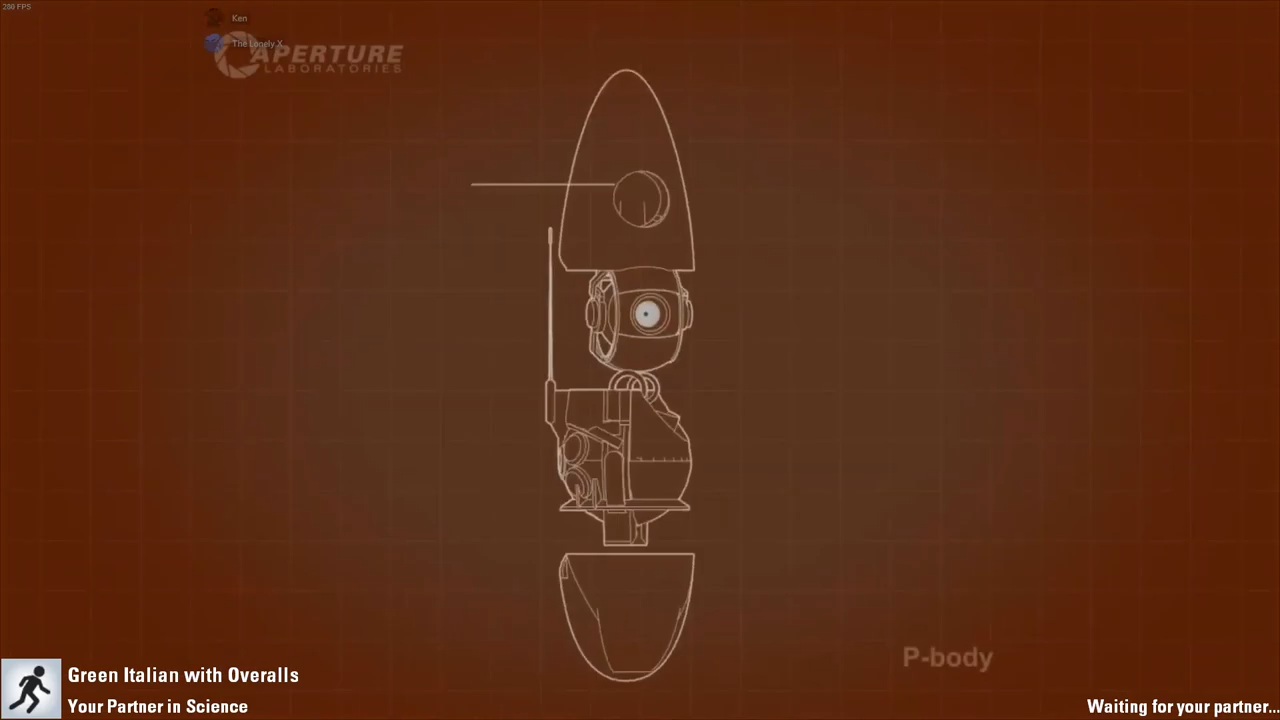 280 FPS
Ken
The Lonely X
APERTURE
LABORATORIES
P-body
Green Italian with Overalls
Your Partner in Science
Waiting for your partner...